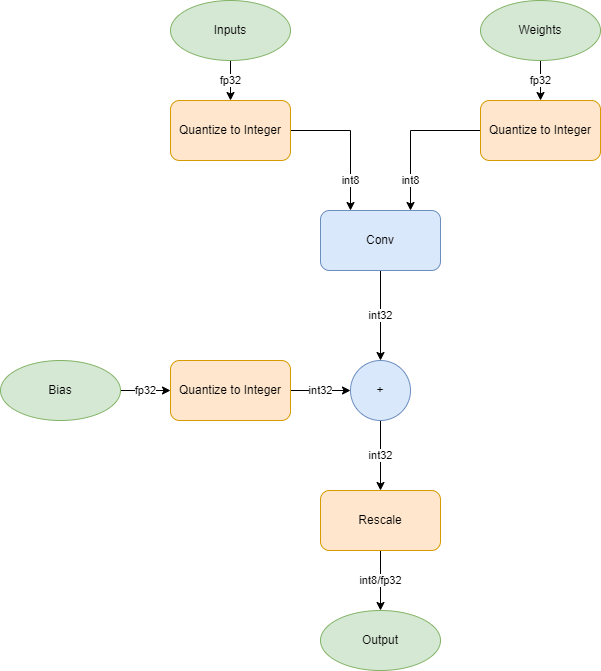 Inputs
Weights
fp32
fp32
Quantize to Integer
Quantize to Integer
int8
int8
Conv
int32
Bias
fp32
Quantize to Integer
int32
+
int32
Rescale
int8/fp32
Output